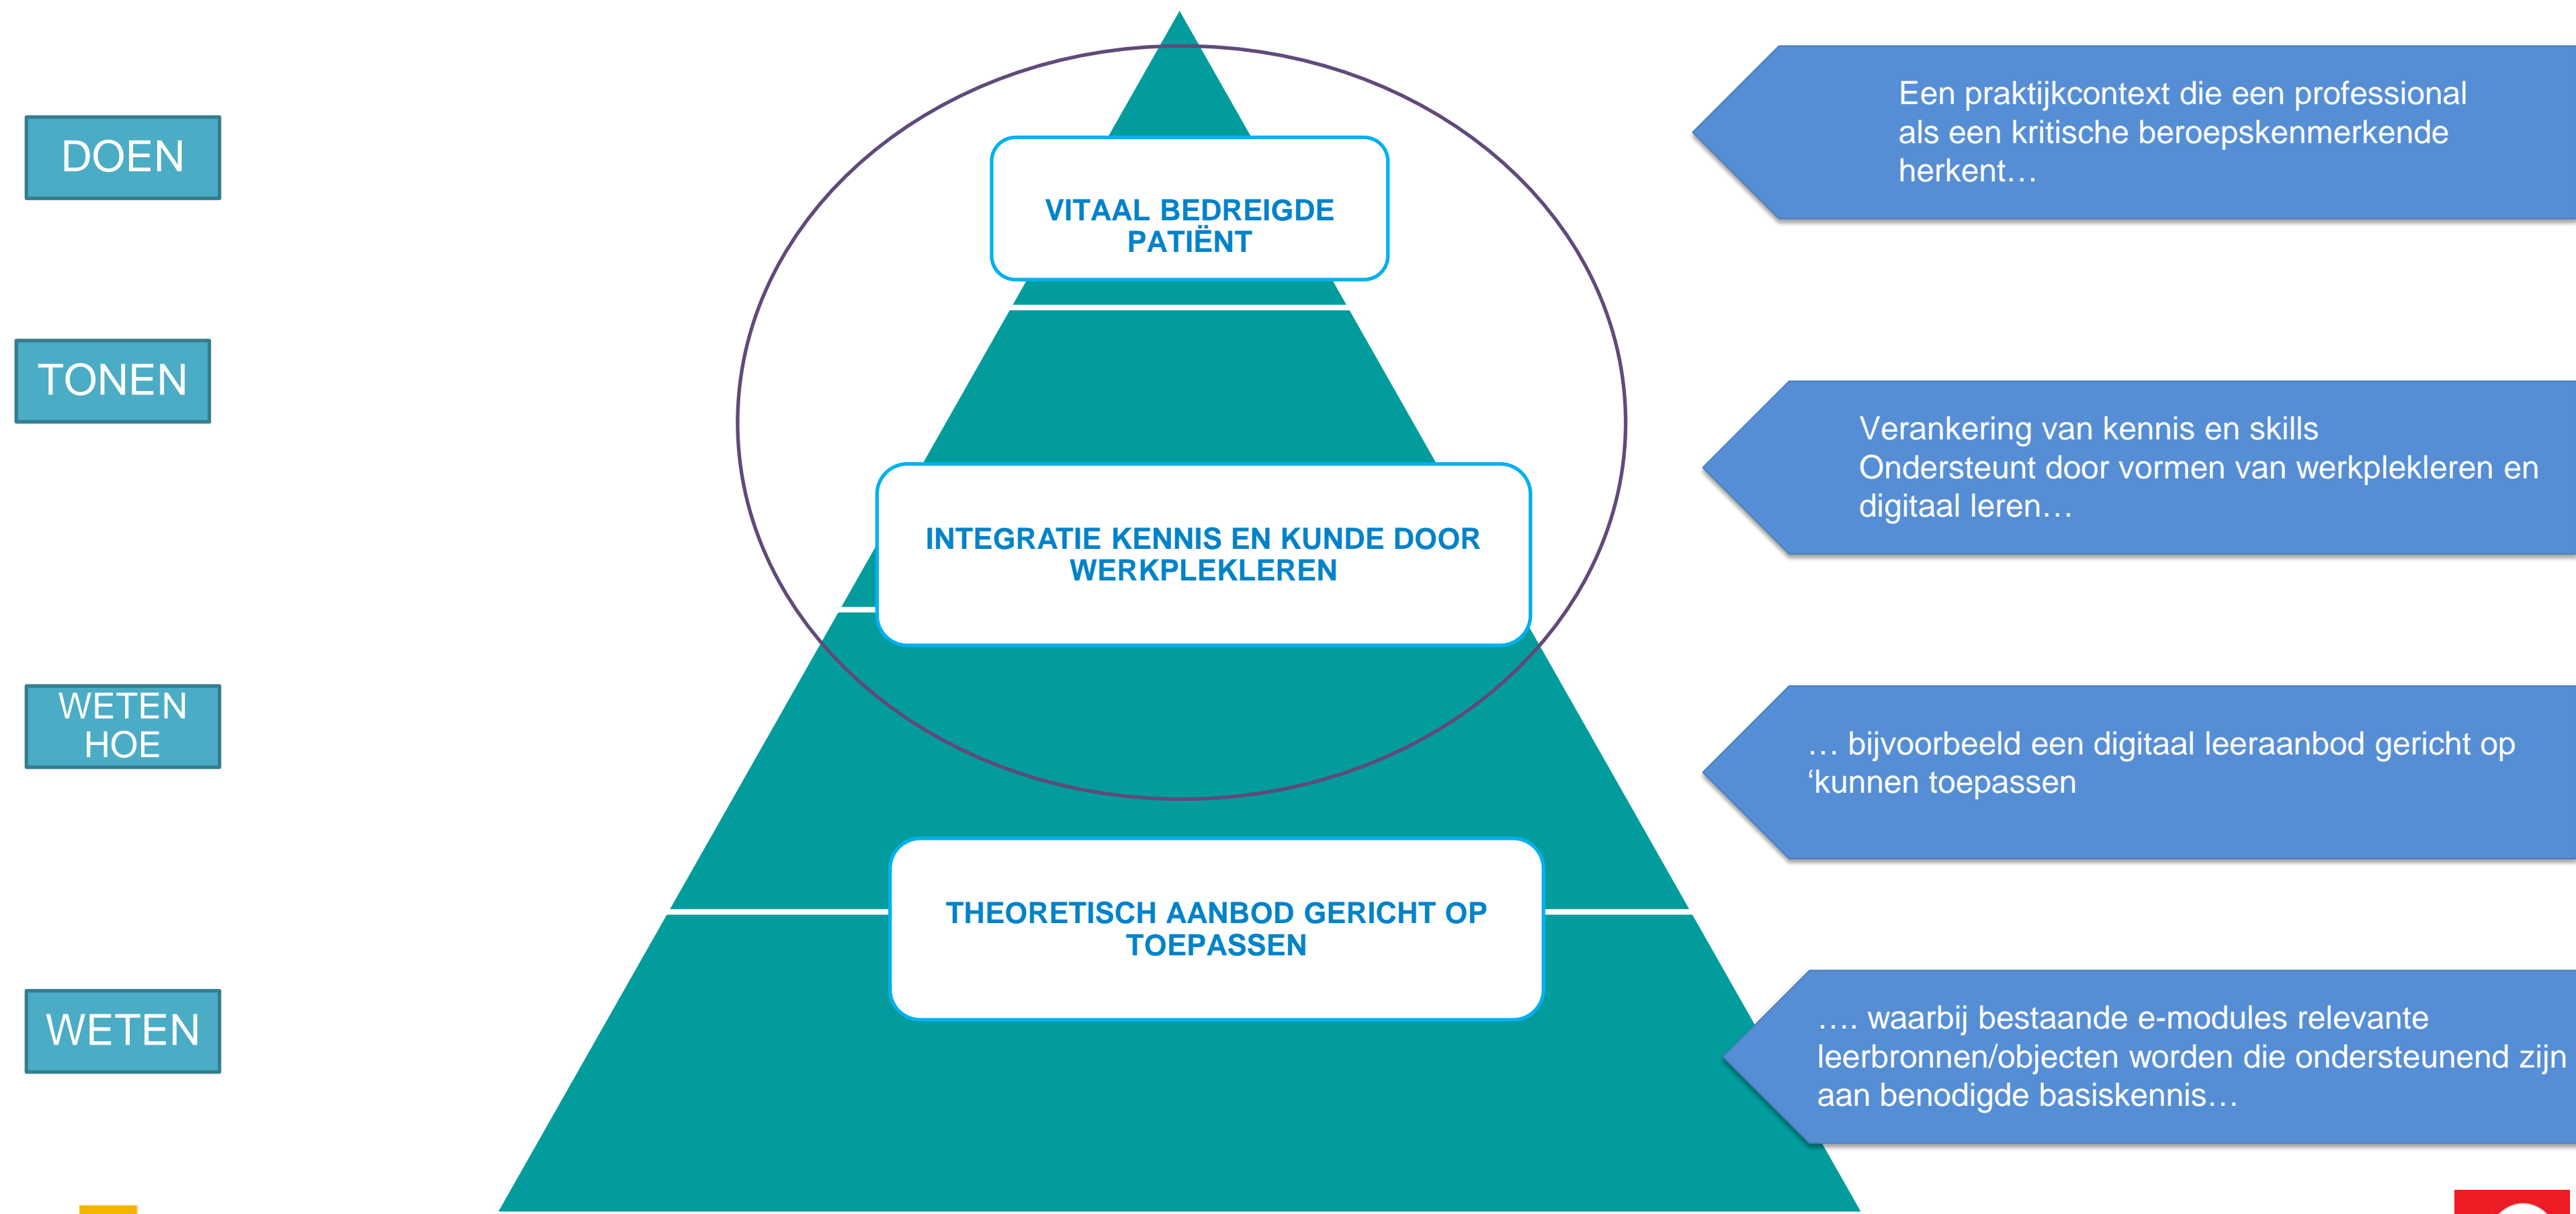 DOEN
VITAAL BEDREIGDE
PATIËNT
Een praktijkcontext die een professional
als een kritische beroepskenmerkende
herkent…
TONEN
INTEGRATIE KENNIS EN KUNDE DOOR
WERKPLEKLEREN
Verankering van kennis en skills
Ondersteunt door vormen van werkplekleren en
digitaal leren…
WETEN
HOE
… bijvoorbeeld een digitaal leeraanbod gericht op
‘kunnen toepassen
THEORETISCH AANBOD GERICHT OP
TOEPASSEN
WETEN
…. waarbij bestaande e-modules relevante
leerbronnen/objecten worden die ondersteunend zijn
aan benodigde basiskennis…